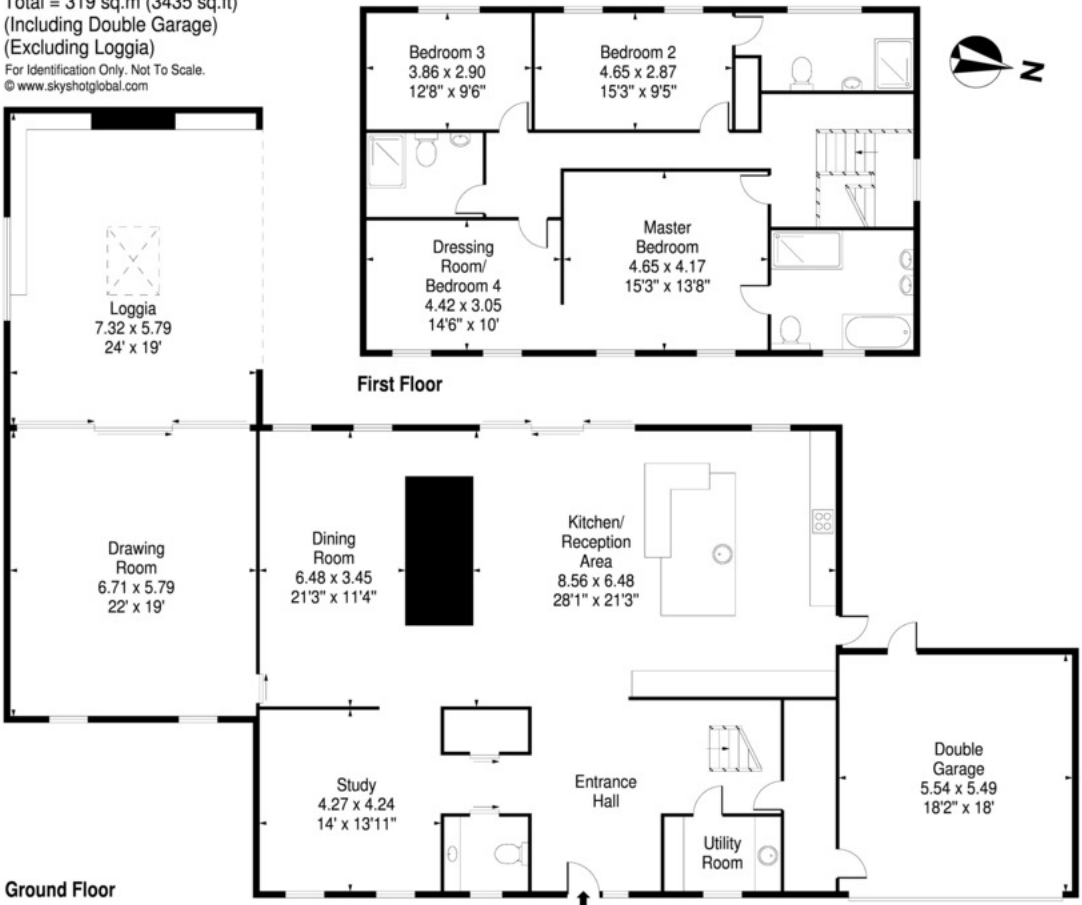 Total = 319 sq.m (3435 sq.ft)
(Including Double Garage)
(Excluding Loggia)
For Identification Only. Not To Scale.
© www.skyshotglobal.com
Bedroom 3
3.86 x 2.90
12'8" x 9'6"
Bedroom 2
4.65 x 2.87
15'3" x 9'5"
N
Dressing
Room/
Bedroom 4
4.42 x 3.05
14'6" x 10'
Master
Bedroom
4.65 x 4.17
15'3" x 13'8"
First Floor
Loggia
7.32 x 5.79
24' x 19'
Drawing
Room
6.71 x 5.79
22' x 19'
Dining
Room
6.48 x 3.45
21'3" x 11'4"
Kitchen/
Reception
Area
8.56 x 6.48
28'1" x 21'3"
Study
4.27 x 4.24
14' x 13'11"
Entrance
Hall
Utility
Room
Double
Garage
5.54 x 5.49
18'2" x 18'
Ground Floor